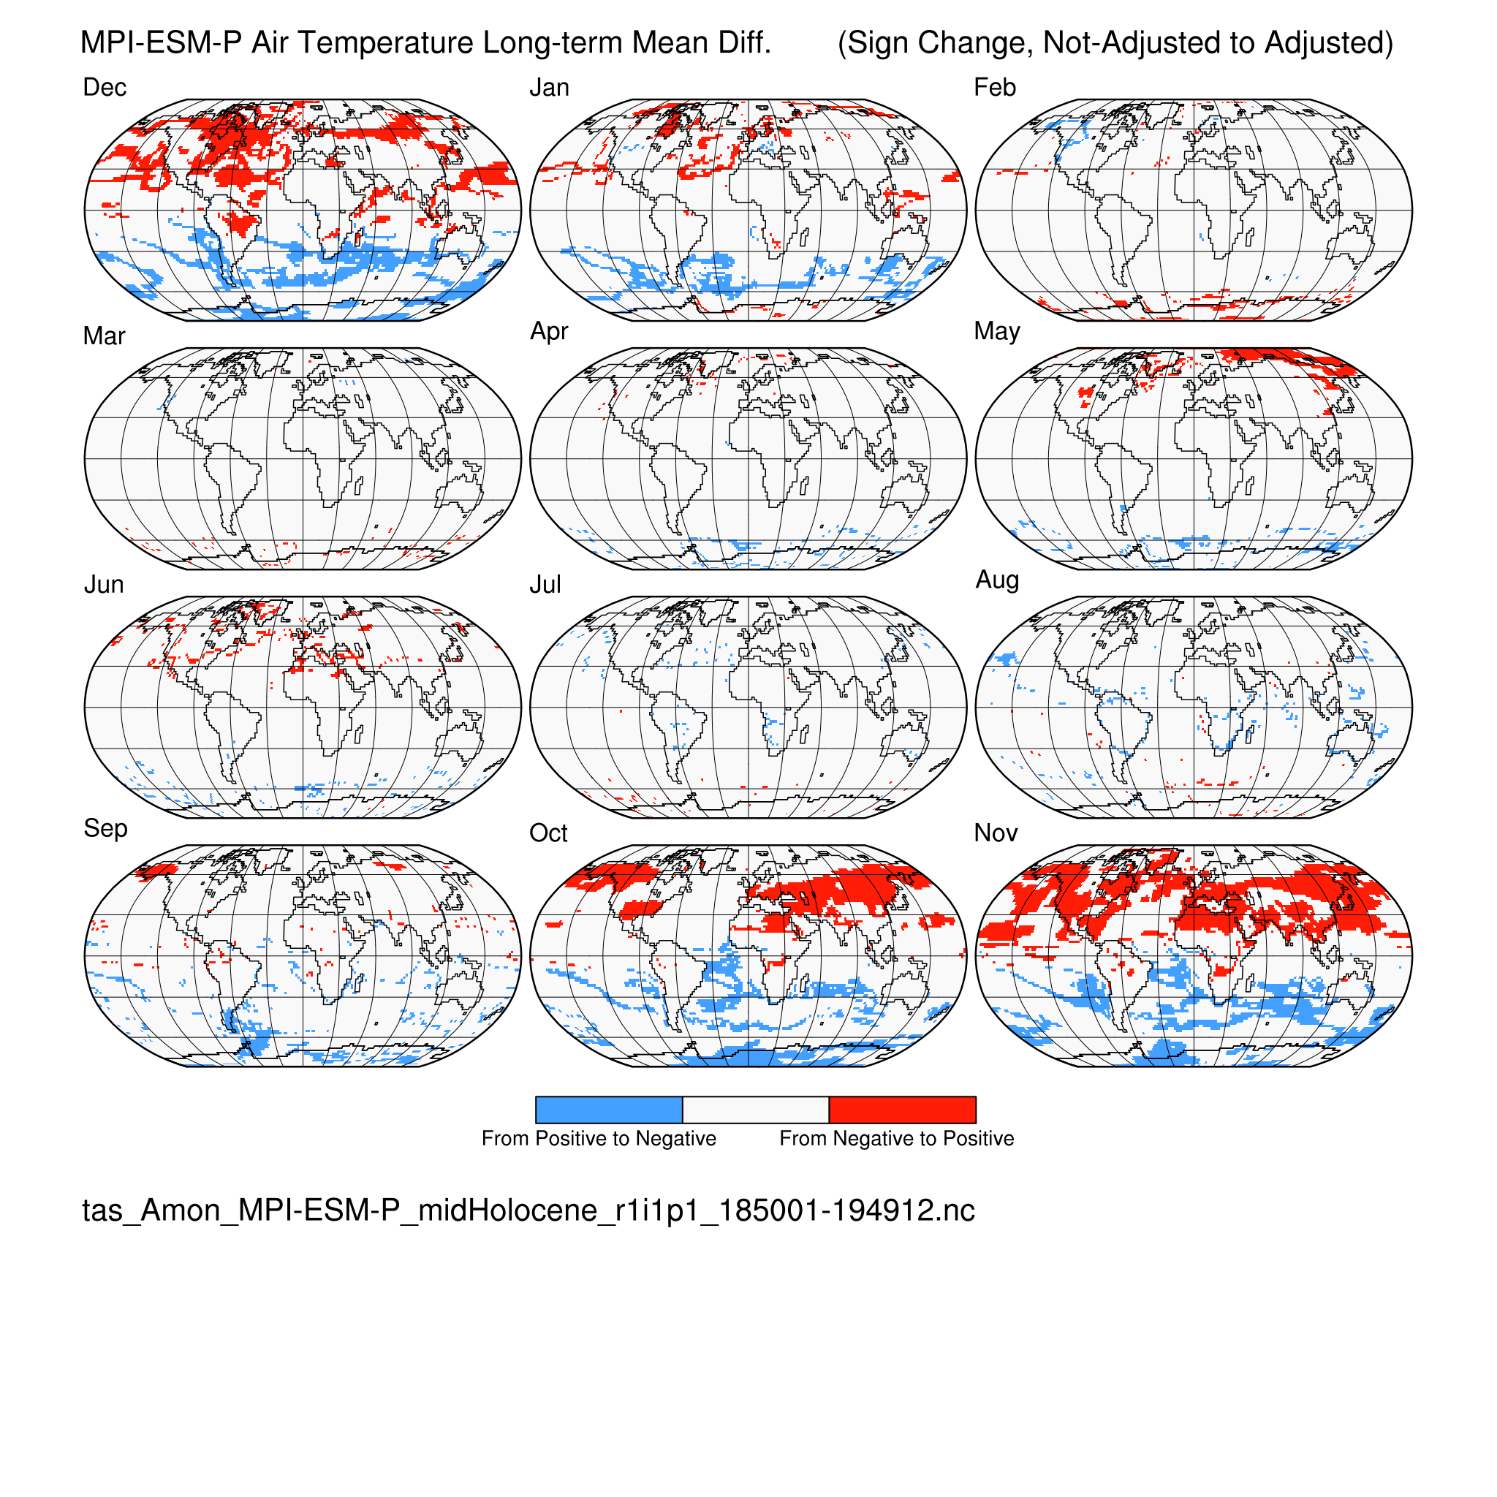 MPI-ESM-P Air Temperature Long-term Mean Diff. (Sign Change, Not-Adjusted to Adjusted)
Dec Jan Feb
Mar Apr May
Jun Jul Aug
Sep Oct Nov
From Positive to Negative From Negative to Positive
tas_Amon_MPI-ESM-P_midHolocene_r1i1p1_185001-194912.nc